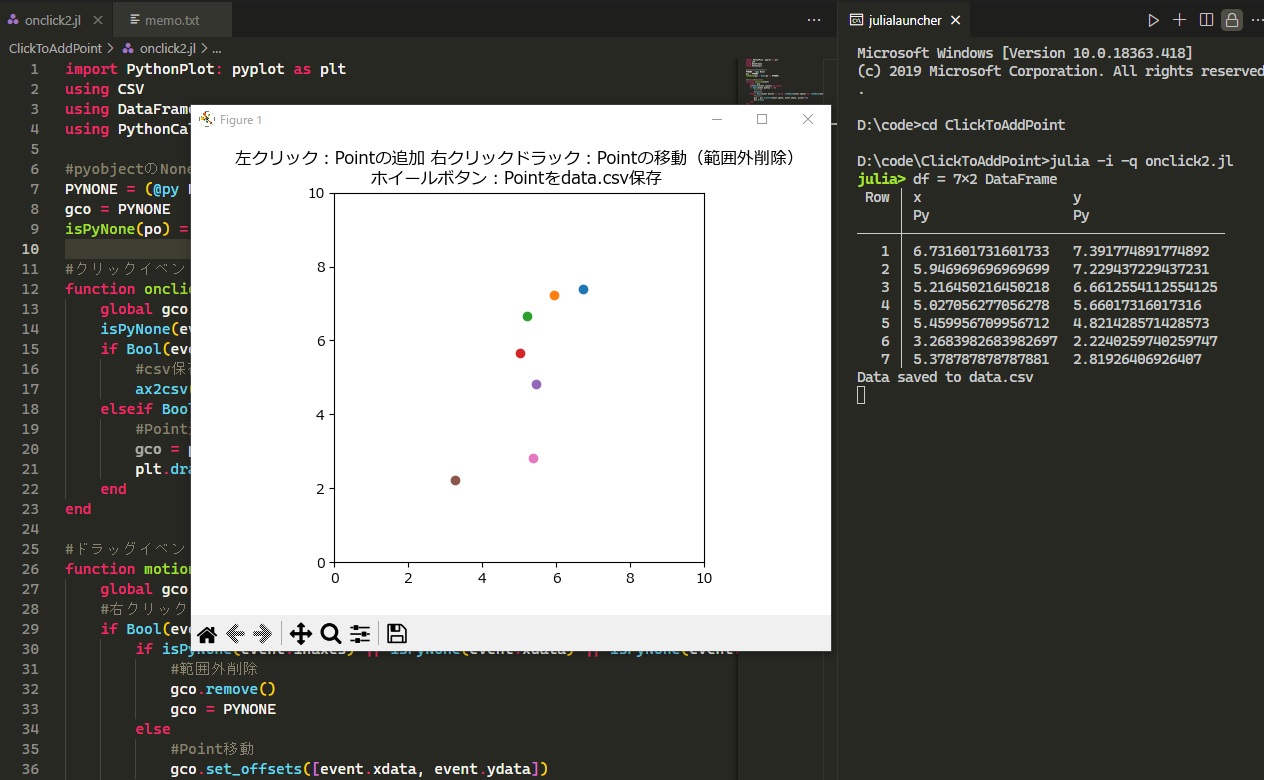 onclick2.jl
memo.txt
ClickToAddPoint > onclick2.jl > ...
1 import PythonPlot: pyplot as plt
2 using CSV
3 using DataFrame
4 using PythonCa
5
6 #pyobjectのNone
7 PYNONE = (@py
8 gco = PYNONE
9 isPyNone(po) =
10
11 #クリックイベン
12 function onclic
13 global gco
14 isPyNone(ev
15 if Bool(eve
16 #csv保存
17 ax2csv(
18 elseif Bool
19 #Point
20 gco = p
21 plt.dra
22 end
23 end
24
25 #ドラッグイベン
26 function motion
27 global gco
28 #右クリック
29 if Bool(eve
30 if isPyNone(event.inaxes) || isPyNone(event.xdata) || isPyNone(event.
31 #範囲外削除
32 gco.remove()
33 gco = PYNONE
34 else
35 #Point移動
36 gco.set_offsets([event.xdata, event.ydata])
Figure 1
左クリック：Pointの追加 右クリックドラック：Pointの移動（範囲外削除）
ホイールボタン：Pointをdata.csv保存
10
8
6
4
2
0
0 2 4 6 8 10
julialauncher
Microsoft Windows [Version 10.0.18363.418]
(c) 2019 Microsoft Corporation. All rights reserved
.
D:\code>cd ClickToAddPoint
D:\code\ClickToAddPoint>julia -i -q onclick2.jl
julia> df = 7×2 DataFrame
Row x y
Py Py
1 6.731601731601733 7.391774891774892
2 5.946969696969699 7.229437229437231
3 5.216450216450218 6.6612554112554125
4 5.027056277056278 5.66017316017316
5 5.459956709956712 4.821428571428573
6 3.2683982683982697 2.2240259740259747
7 5.378787878787881 2.81926406926407
Data saved to data.csv